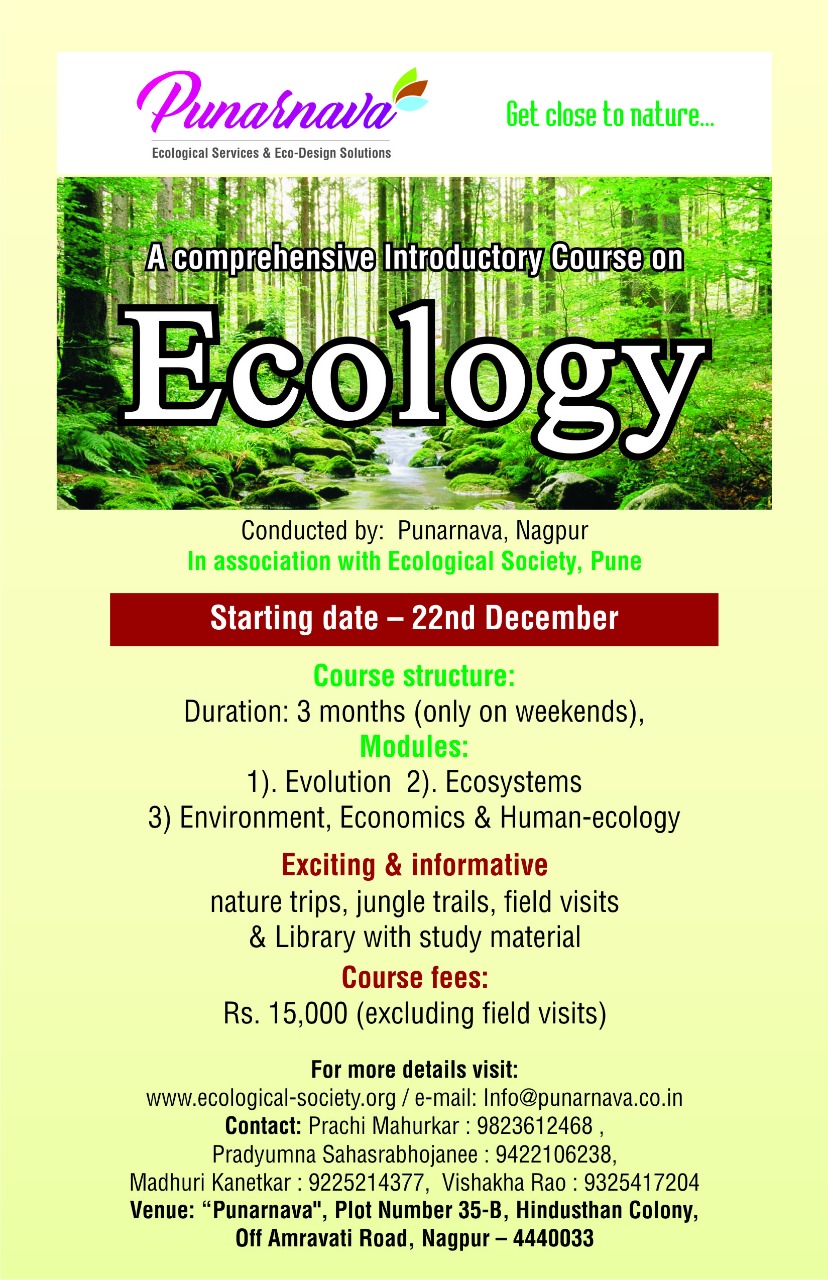 Punarnava
Ecological Services & Eco-Design Solutions
Get close to nature...
A comprehensive Introductory Course on
Ecology
Conducted by:  Punarnava, Nagpur
In association with Ecological Society, Pune
Starting date – 22nd December
Course structure:
Duration: 3 months (only on weekends),
Modules:
1). Evolution  2). Ecosystems
3) Environment, Economics & Human-ecology
Exciting & informative
nature trips, jungle trails, field visits
& Library with study material
Course fees:
Rs. 15,000 (excluding field visits)
For more details visit:
www.ecological-society.org / e-mail: Info@punarnava.co.in
Contact: Prachi Mahurkar : 9823612468 ,
Pradyumna Sahasrabhojanee : 9422106238,
Madhuri Kanetkar : 9225214377,  Vishakha Rao : 9325417204
Venue: “Punarnava", Plot Number 35-B, Hindusthan Colony,
Off Amravati Road, Nagpur – 4440033